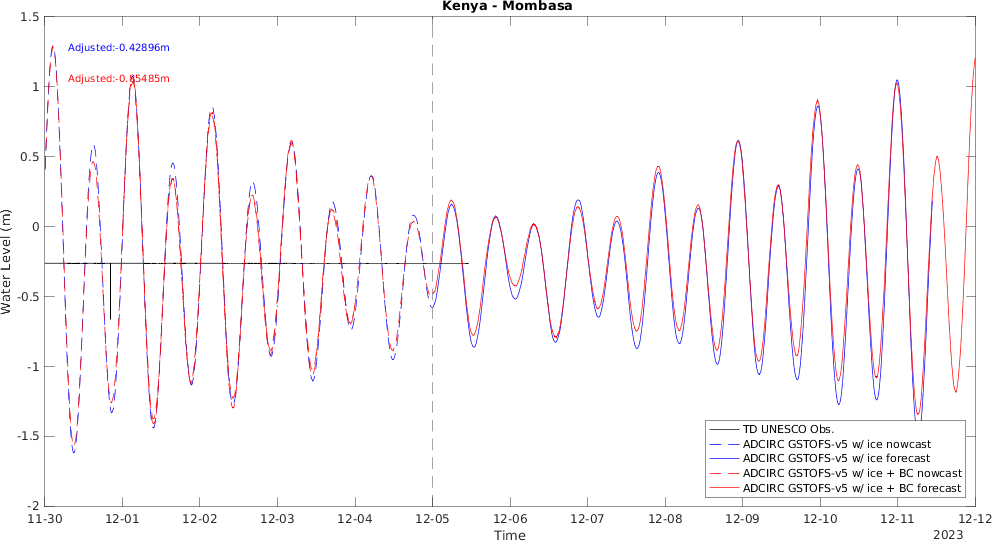 Kenya - Mombasa
1.5
Adjusted:-0.42896m
Adjusted:-0.85485m
1
0.5
0
-0.5
-1
-1.5
-2
Water Level (m)
TD UNESCO Obs.
ADCIRC GSTOFS-v5 w/ ice nowcast
ADCIRC GSTOFS-v5 w/ ice forecast
ADCIRC GSTOFS-v5 w/ ice + BC nowcast
ADCIRC GSTOFS-v5 w/ ice + BC forecast
11-30 12-01 12-02 12-03 12-04 12-05 12-06 12-07 12-08 12-09 12-10 12-11 12-12
Time
2023